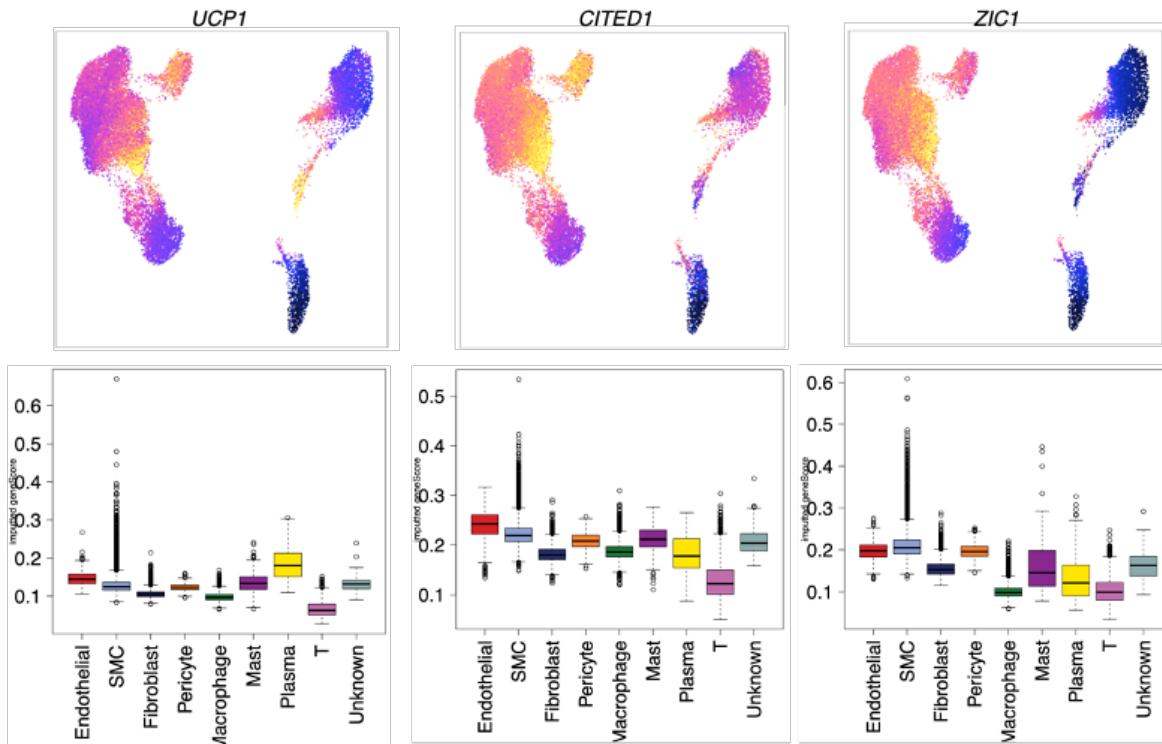 UCP1
CITED1
ZIC1
imputted geneScore
0.6
0.5
0.4
0.3
0.2
0.1
Endothelial
SMC
Fibroblast
Pericyte
Macrophage
Mast
Plasma
T
Unknown
imputted geneScore
0.5
0.4
0.3
0.2
0.1
Endothelial
SMC
Fibroblast
Pericyte
Macrophage
Mast
Plasma
T
Unknown
imputted geneScore
0.6
0.5
0.4
0.3
0.2
0.1
Endothelial
SMC
Fibroblast
Pericyte
Macrophage
Mast
Plasma
T
Unknown